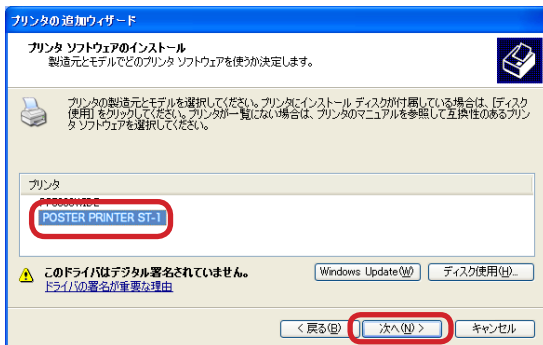 プリンタの追加ウィザード
プリンタ ソフトウェアのインストール
製造元とモデルでどのプリンタ ソフトウェアを使うか決定します。
プリンタの製造元とモデルを選択してください。プリンタにインストール ディスクが付属している場合は、[ディスク
使用] をクリックしてください。プリンタが一覧にない場合は、プリンタのマニュアルを参照して互換性のあるプリン
タ ソフトウェアを選択してください。
プリンタ
POSTER PRINTER ST-1
このドライバはデジタル署名されていません。
ドライバの署名が重要な理由
Windows Update(W)
ディスク使用(H)...
< 戻る(B)
次へ(N) >
キャンセル